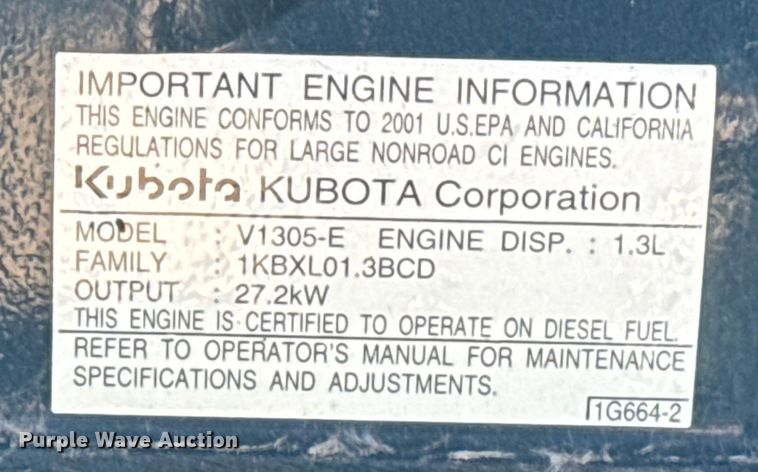 IMPORTANT ENGINE INFORMATION
THIS ENGINE CONFORMS TO 2001 U.S.EPA AND CALIFORNIA
REGULATIONS FOR LARGE NONROAD CI ENGINES.
Kubota KUBOTA Corporation
MODEL : V1305-E ENGINE DISP. : 1.3L
FAMILY : 1KBXL01.3BCD
OUTPUT : 27.2kW
THIS ENGINE IS CERTIFIED TO OPERATE ON DIESEL FUEL.
REFER TO OPERATOR'S MANUAL FOR MAINTENANCE
SPECIFICATIONS AND ADJUSTMENTS.
1G664-2
Purple Wave Auction